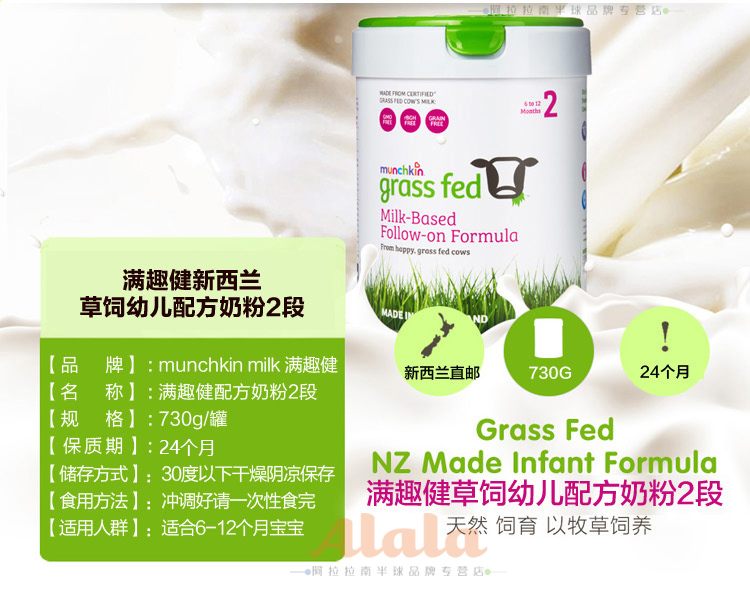 阿拉拉南半球品牌专营店
MADE FROM CERTIFIED*
GRASS FED COW'S MILK:
GMO FREE
rBGH FREE
GRAIN FREE
6 to 12
Months
2
munchkin
grass fed
Milk-Based
Follow-on Formula
From happy, grass fed cows
MADE IN
ND
满趣健新西兰
草饲幼儿配方奶粉2段
【品 牌】:munchkin milk 满趣健
【名 称】:满趣健配方奶粉2段
【规 格】:730g/罐
【保质期】:24个月
【储存方式】:30度以下干燥阴凉保存
【食用方法】:冲调好请一次性食完
【适用人群】:适合6-12个月宝宝
新西兰直邮
730G
!
24个月
Grass Fed
NZ Made Infant Formula
满趣健草饲幼儿配方奶粉2段
天然 饲育 以牧草饲养
Alala
阿拉拉南半球品牌专营店